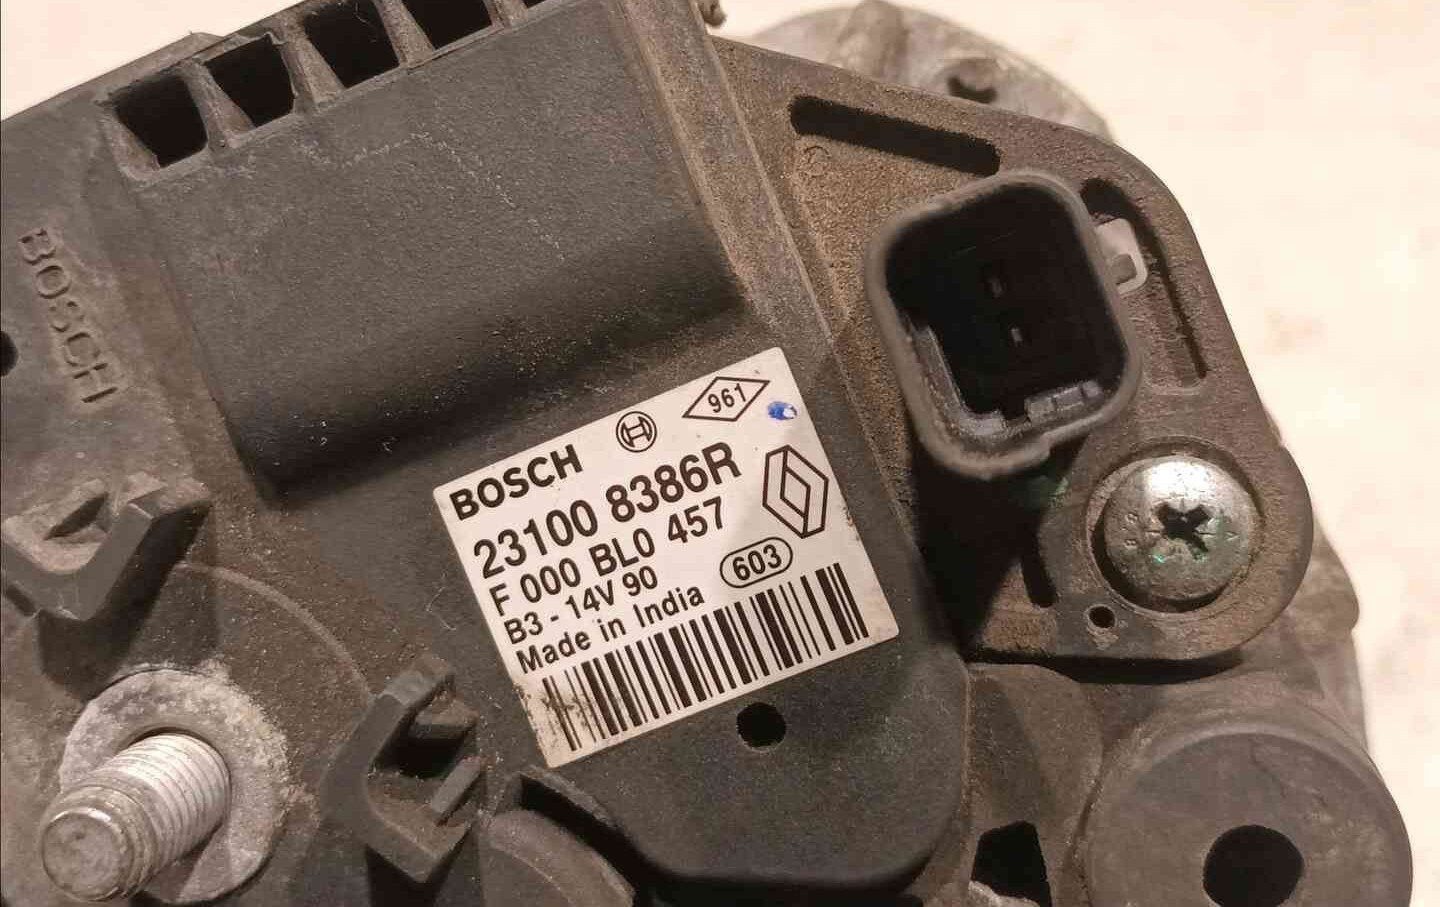 BOSCH
961
BOSCH
23100 8386R
F 000 BL0 457
B3 - 14V 90
603
Made in India